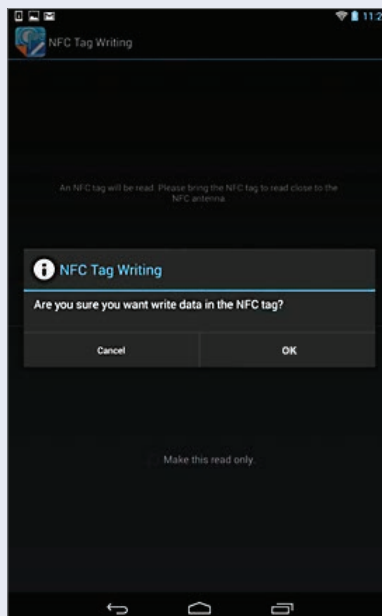 11:2
NFC Tag Writing
An NFC tag will be read. Please bring the NFC tag to read close to the
NFC antenna.
NFC Tag Writing
Are you sure you want write data in the NFC tag?
Cancel OK
Make this read only.